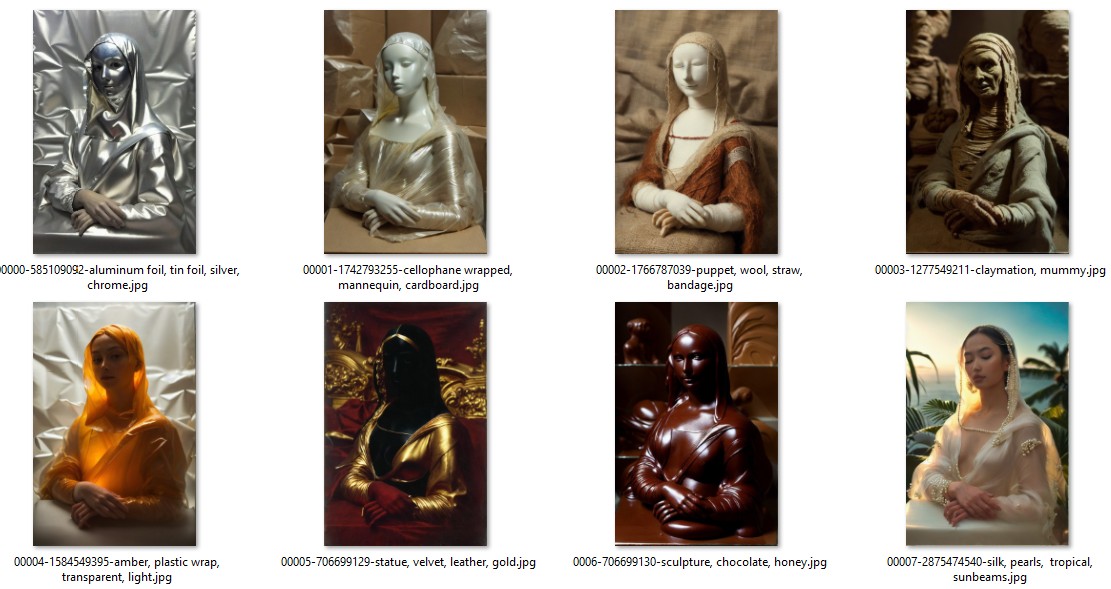 00000-585109092-aluminum foil, tin foil, silver,
chrome.jpg
00001-1742793255-cellophane wrapped,
mannequin, cardboard.jpg
00002-1766787039-puppet, wool, straw,
bandage.jpg
00003-1277549211-claymation, mummy.jpg
00004-1584549395-amber, plastic wrap,
transparent, light.jpg
00005-706699129-statue, velvet, leather, gold.jpg
0006-706699130-sculpture, chocolate, honey.jpg
00007-2875474540-silk, pearls,  tropical,
sunbeams.jpg